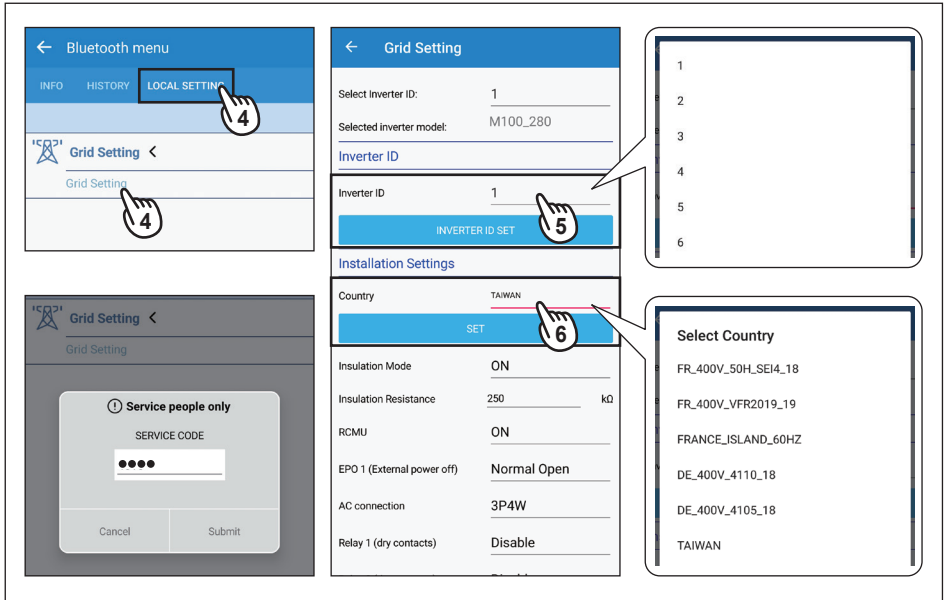 Bluetooth menu
INFO HISTORY LOCAL SETTING
4
Grid Setting
Grid Setting
4
Grid Setting
Grid Setting
Service people only
SERVICE CODE
Cancel Submit
Grid Setting
Select Inverter ID: 1
Selected inverter model: M100_280
Inverter ID
Inverter ID 1
5
INVERTER ID SET
Installation Settings
Country TAIWAN
6
SET
Insulation Mode ON
Insulation Resistance 250 kΩ
RCMU ON
EPO 1 (External power off) Normal Open
AC connection 3P4W
Relay 1 (dry contacts) Disable
1
2
3
4
5
6
Select Country
FR_400V_50H_SEI4_18
FR_400V_VFR2019_19
FRANCE_ISLAND_60HZ
DE_400V_4110_18
DE_400V_4105_18
TAIWAN